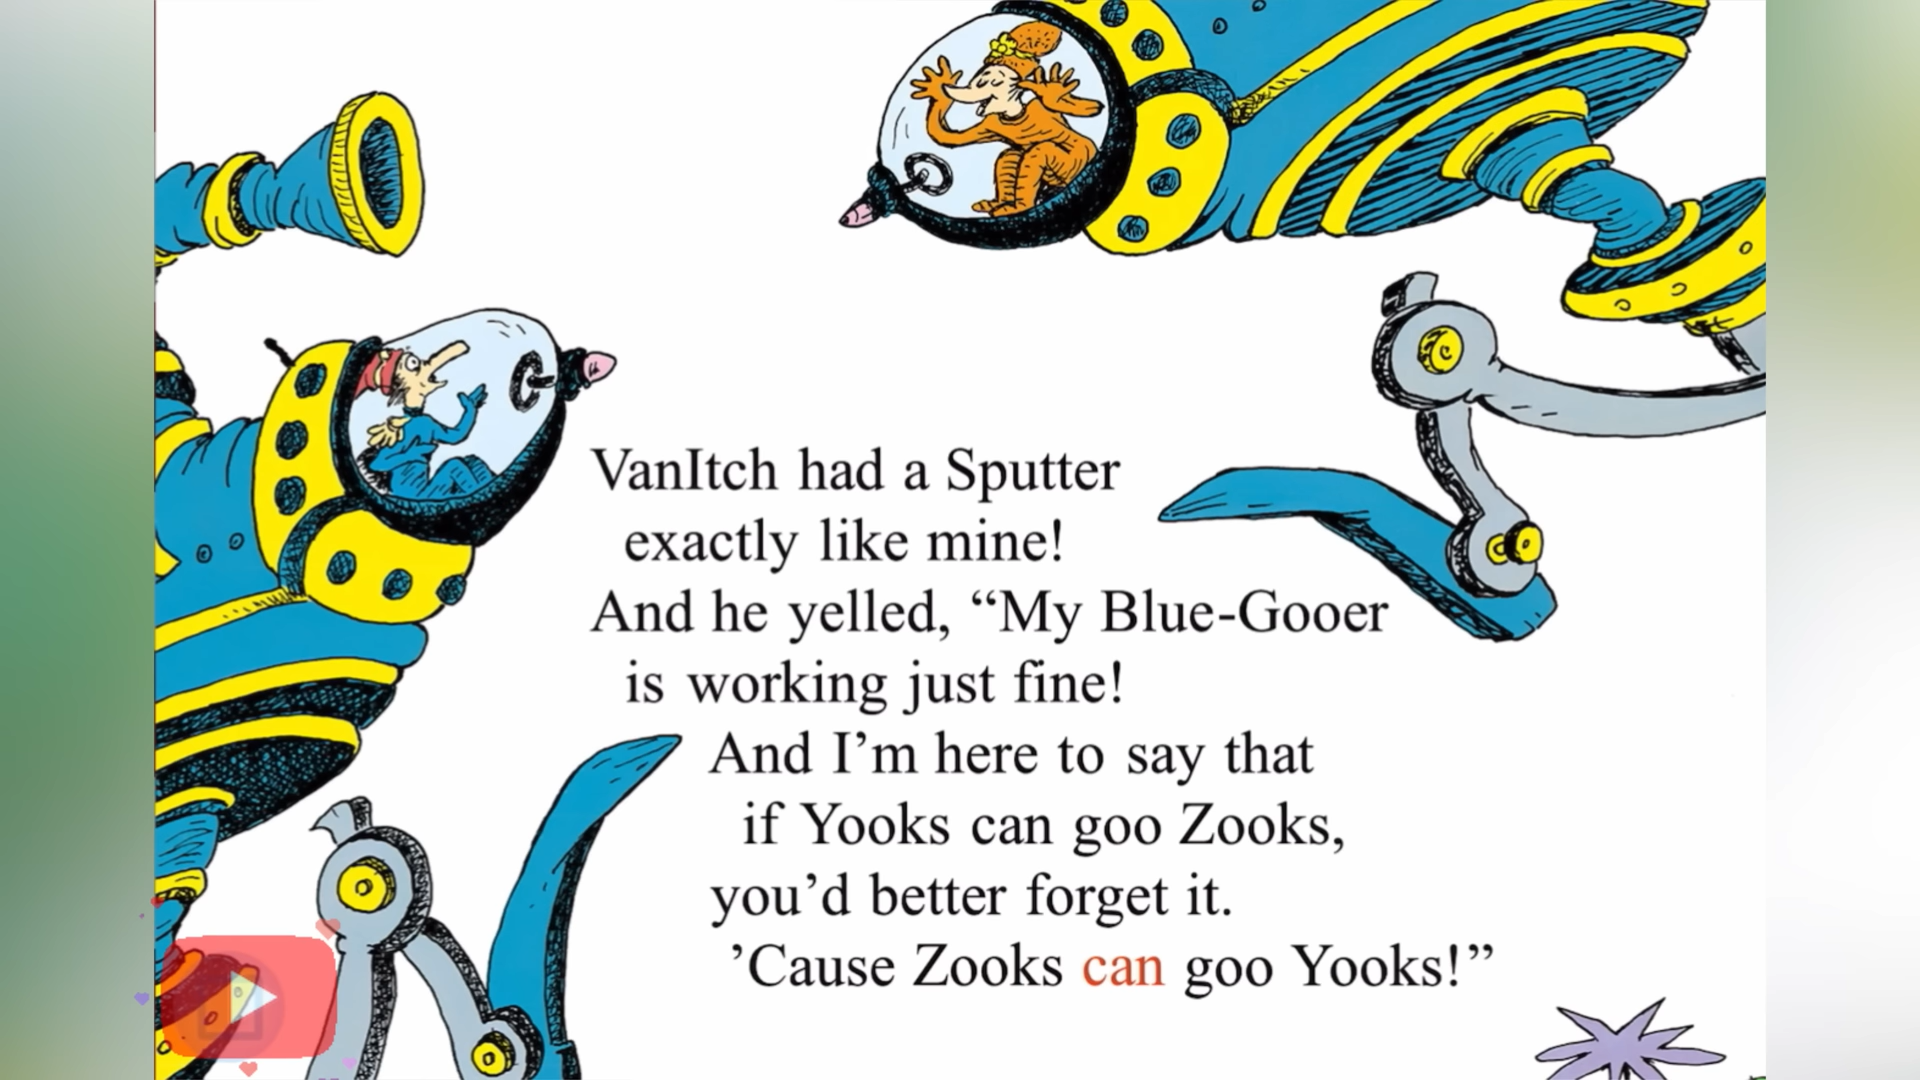 VanItch had a Sputter
exactly like mine!
And he yelled, “My Blue-Gooer
is working just fine!
And I’m here to say that
if Yooks can goo Zooks,
you’d better forget it.
’Cause Zooks can goo Yooks!”